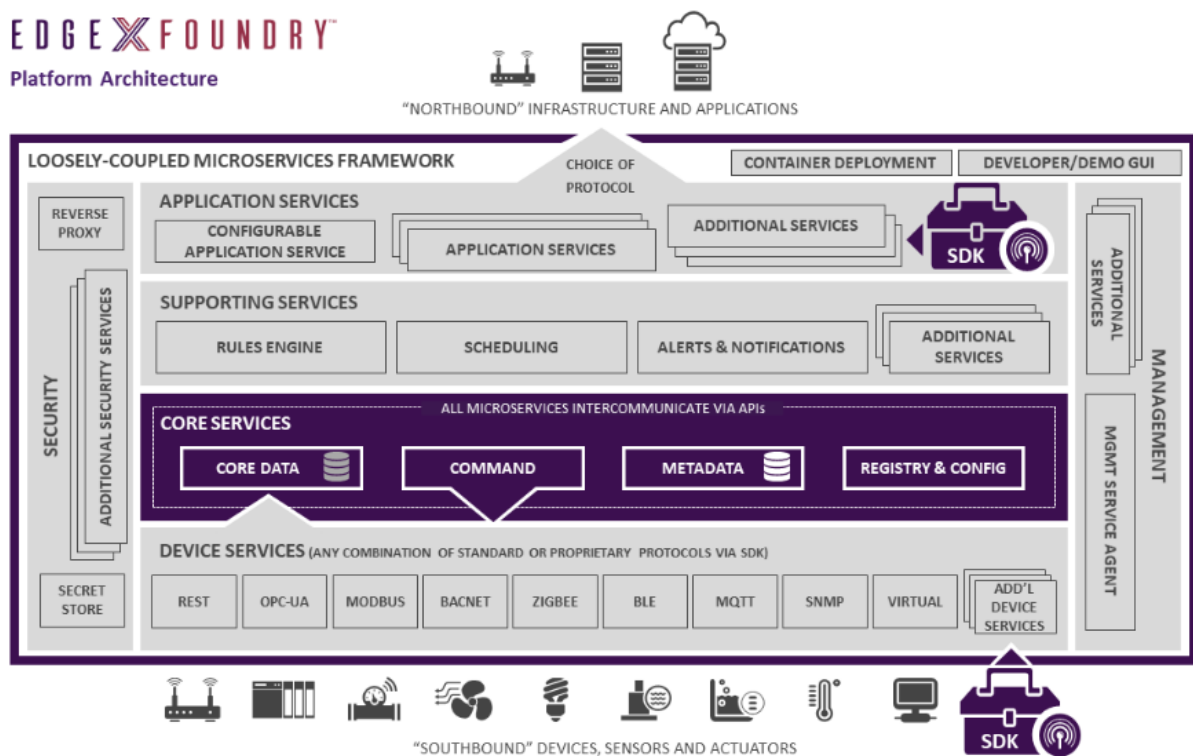 EDGE X FOUNDRY™
Platform Architecture
“NORTHBOUND” INFRASTRUCTURE AND APPLICATIONS
LOOSELY-COUPLED MICROSERVICES FRAMEWORK
CHOICE OF
PROTOCOL
CONTAINER DEPLOYMENT
DEVELOPER/DEMO GUI
REVERSE
PROXY
SECURITY
ADDITIONAL SECURITY SERVICES
SECRET
STORE
APPLICATION SERVICES
CONFIGURABLE
APPLICATION SERVICE
APPLICATION SERVICES
ADDITIONAL SERVICES
SDK
SUPPORTING SERVICES
RULES ENGINE
SCHEDULING
ALERTS & NOTIFICATIONS
ADDITIONAL
SERVICES
ALL MICROSERVICES INTERCOMMUNICATE VIA APIs
CORE SERVICES
CORE DATA
COMMAND
METADATA
REGISTRY & CONFIG
DEVICE SERVICES (ANY COMBINATION OF STANDARD OR PROPRIETARY PROTOCOLS VIA SDK)
REST
OPC-UA
MODBUS
BACNET
ZIGBEE
BLE
MQTT
SNMP
VIRTUAL
ADD’L
DEVICE
SERVICES
ADDITIONAL
SERVICES
MANAGEMENT
MGMT SERVICE AGENT
“SOUTHBOUND” DEVICES, SENSORS AND ACTUATORS
SDK